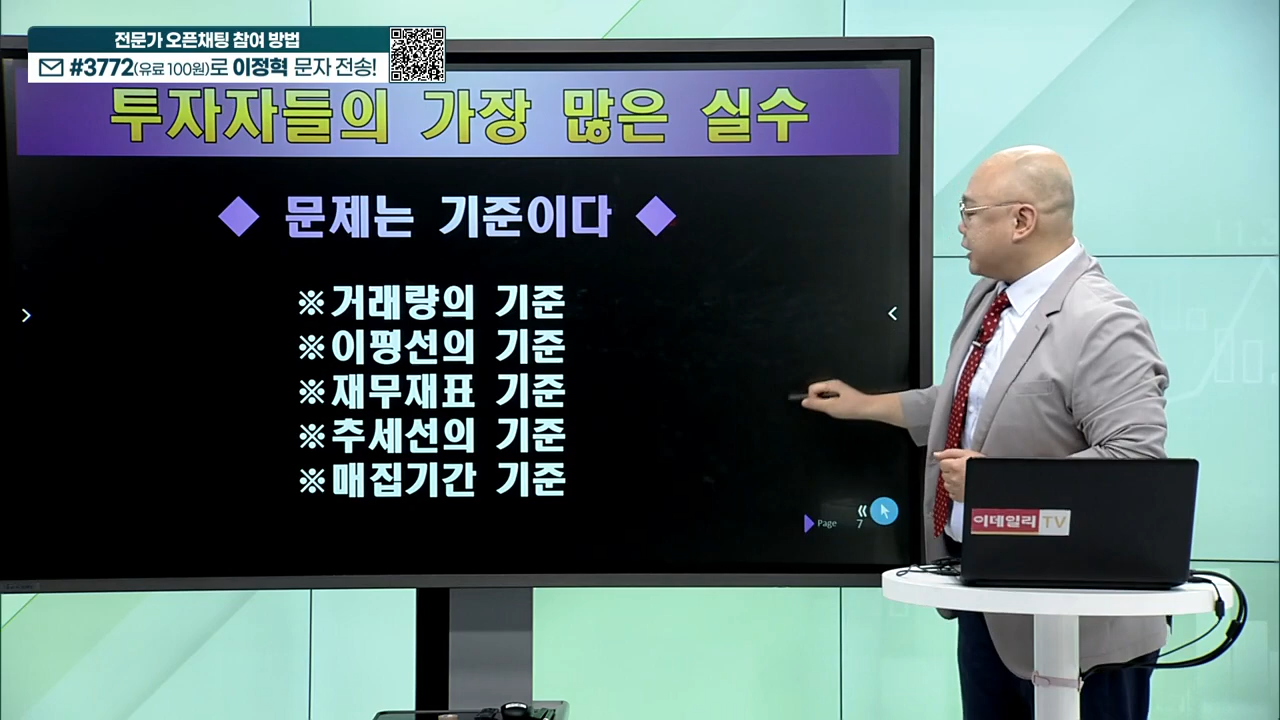 전문가 오픈채팅 참여 방법
#3772(유료 100원)로 이정혁 문자 전송!
투자자들의 가장 많은 실수
◆ 문제는 기준이다 ◆
※거래량의 기준
※이평선의 기준
※재무재표 기준
※추세선의 기준
※매집기간 기준
Page 7
이데일리 TV